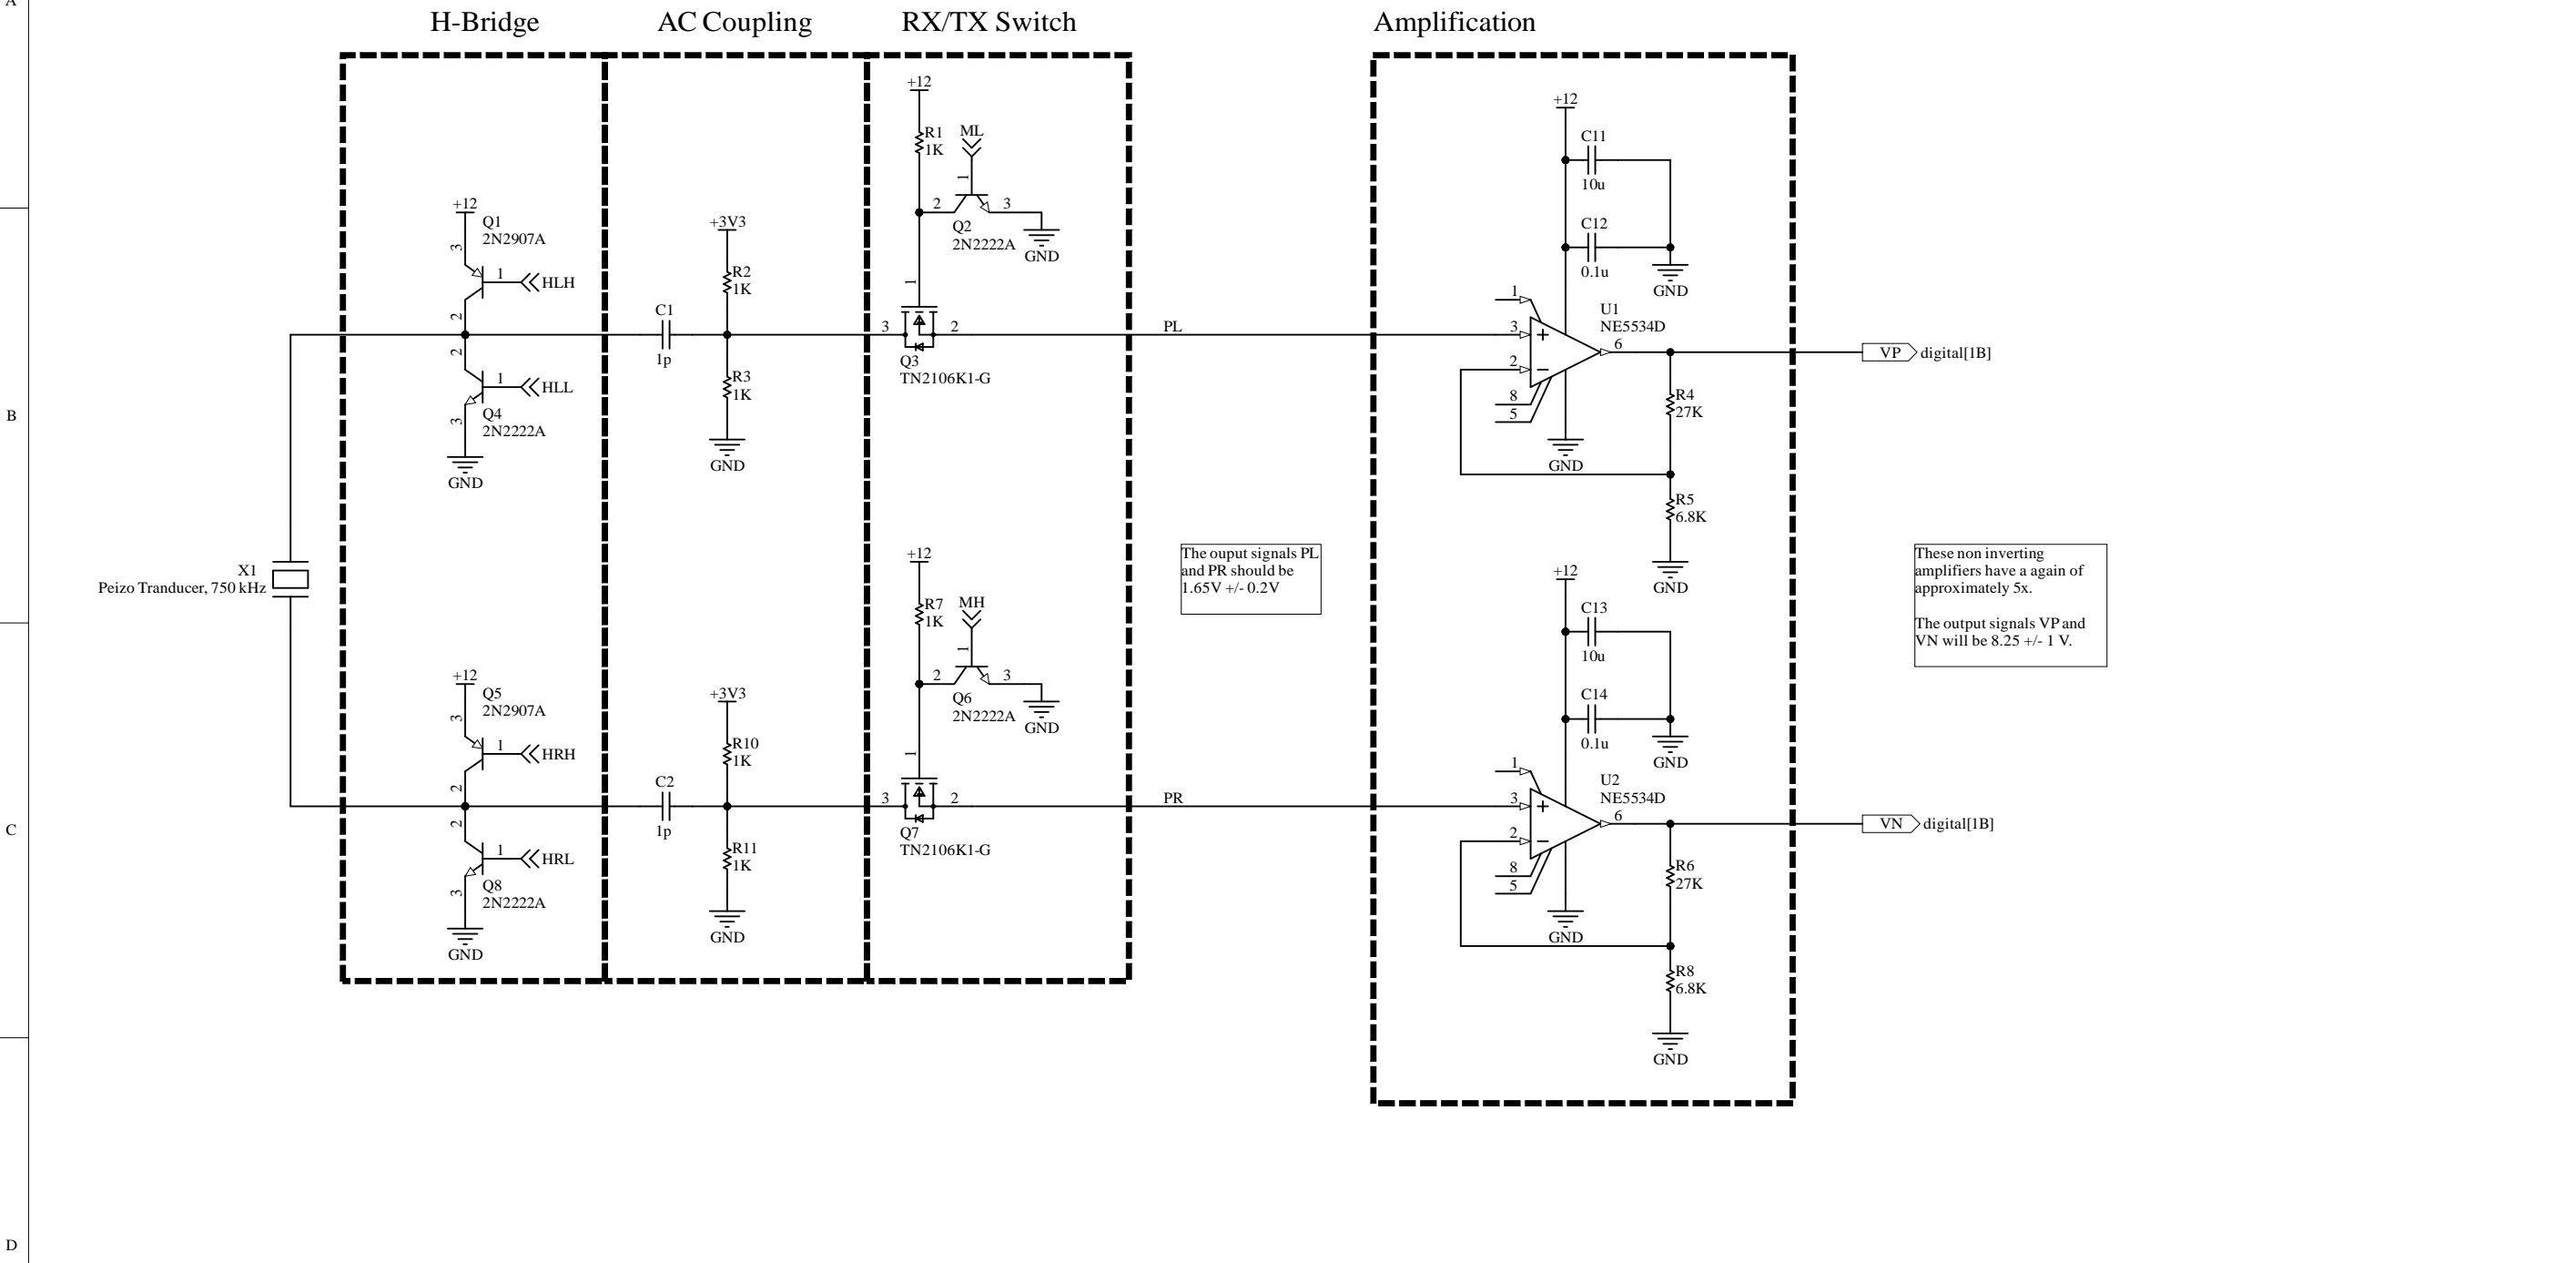 A
H-Bridge
AC Coupling
RX/TX Switch
Amplification
+12
R1
1K
ML
1
2
3
Q2
2N2222A
GND
+12
Q1
2N2907A
3
1
HLH
2
+3V3
R2
1K
1
C1
1p
3
2
Q3
TN2106K1-G
PL
2
1
HLL
Q4
2N2222A
3
GND
R3
1K
GND
+12
C11
10u
C12
0.1u
GND
U1
NE5534D
1
3
2
8
5
6
GND
VP
digital[1B]
R4
27K
R5
6.8K
GND
B
X1
Peizo Tranducer, 750 kHz
The ouput signals PL
and PR should be
1.65V +/- 0.2V
These non inverting
amplifiers have a again of
approximately 5x.
The output signals VP and
VN will be 8.25 +/- 1 V.
+12
R7
1K
MH
1
2
3
Q6
2N2222A
GND
+12
Q5
2N2907A
3
1
HRH
2
+3V3
R10
1K
1
C2
1p
3
2
Q7
TN2106K1-G
PR
2
1
HRL
Q8
2N2222A
3
GND
R11
1K
GND
+12
C13
10u
C14
0.1u
GND
U2
NE5534D
1
3
2
8
5
6
GND
VN
digital[1B]
R6
27K
R8
6.8K
GND
C
D